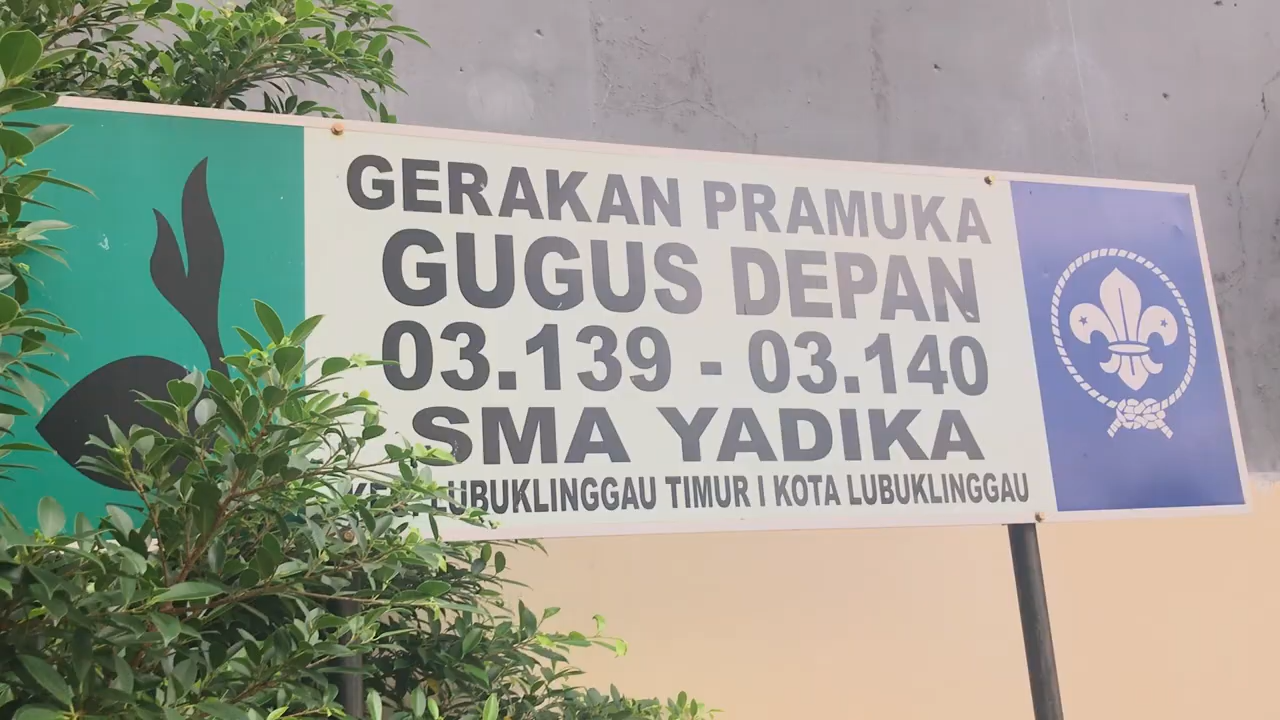 GERAKAN PRAMUKA
GUGUS DEPAN
03.139 - 03.140
SMA YADIKA
LUBUKLINGGAU TIMUR I KOTA LUBUKLINGGAU